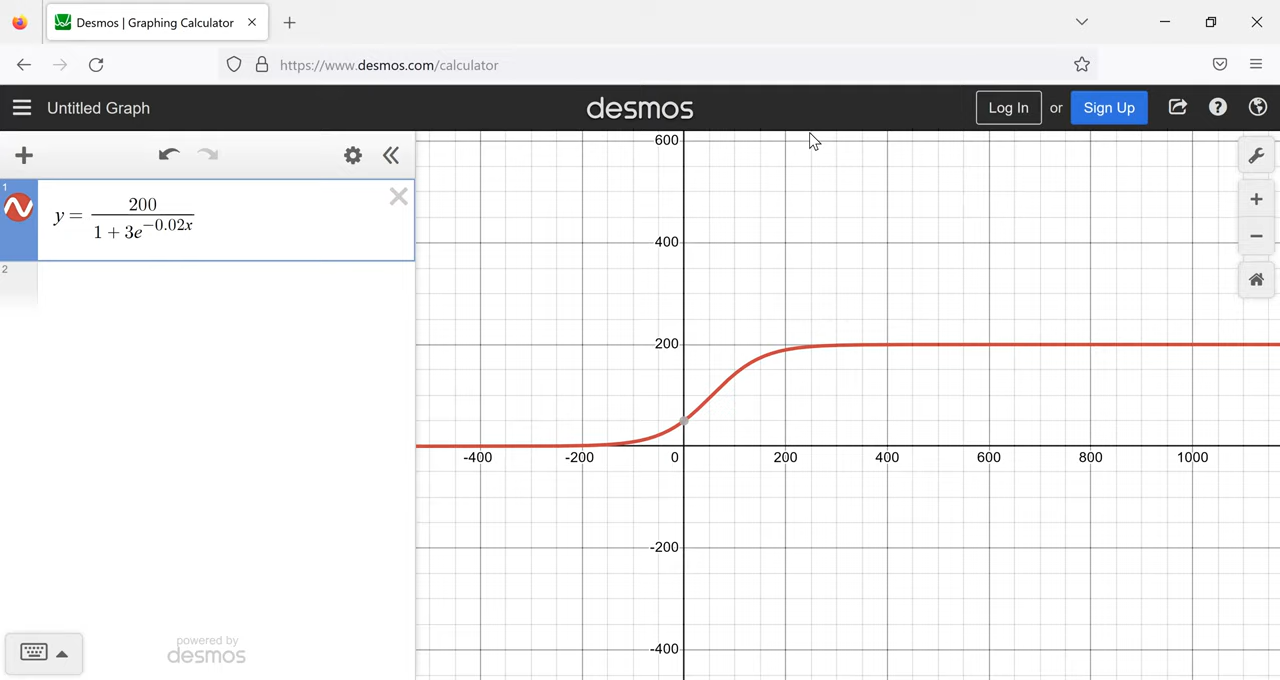 Desmos | Graphing Calculator
https://www.desmos.com/calculator
Untitled Graph
desmos
Log In or Sign Up
1
y = 200 / (1 + 3e^{-0.02x})
2
powered by
desmos
600
400
200
-400 -200 0 200 400 600 800 1000
-200
-400